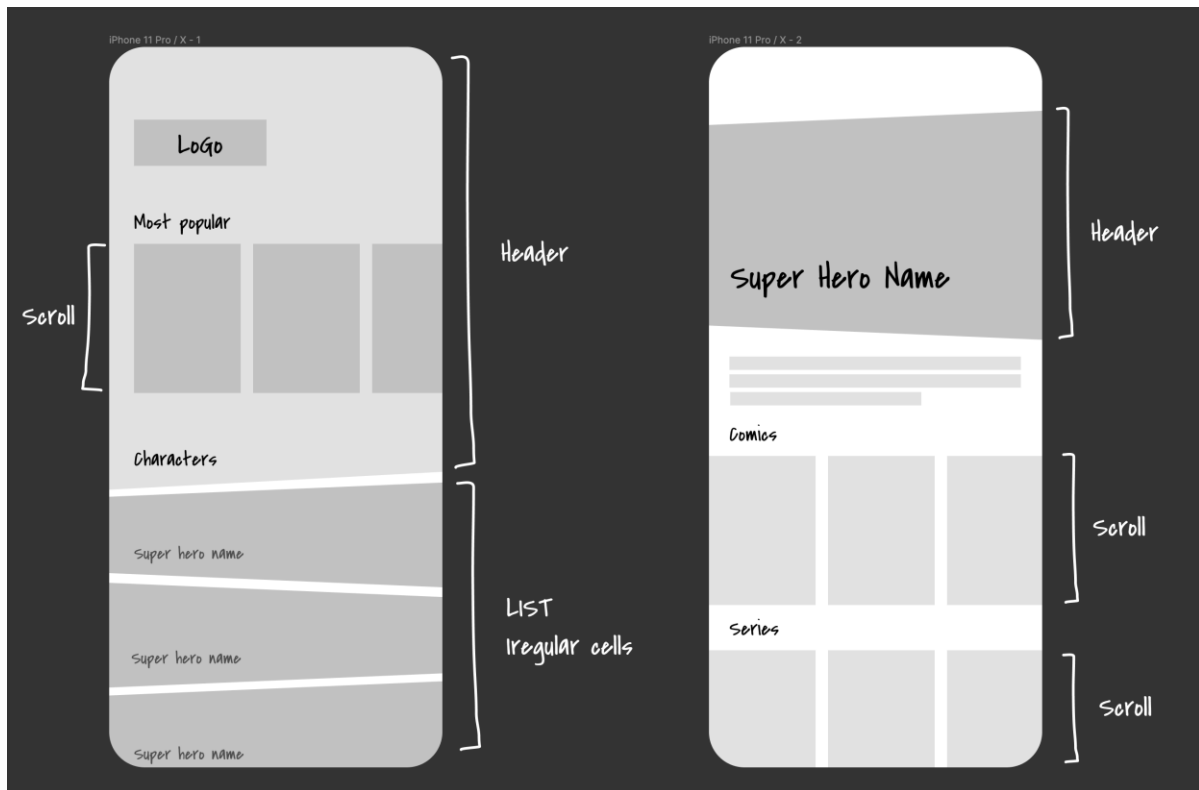 iPhone 11 Pro / X - 1
LoGo
Most popular
Scroll
Header
Characters
Super hero name
Super hero name
Super hero name
LIST
Iregular cells
iPhone 11 Pro / X - 2
Super Hero Name
Header
Comics
Scroll
Series
Scroll